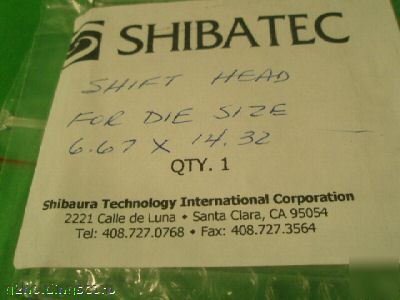 SHIBATEC
SHIFT HEAD
FOR DIE SIZE
6.67 X 14.32
QTY. 1
Shibaura Technology International Corporation
2221 Calle de Luna • Santa Clara, CA 95054
Tel: 408.727.0768 • Fax: 408.727.3564